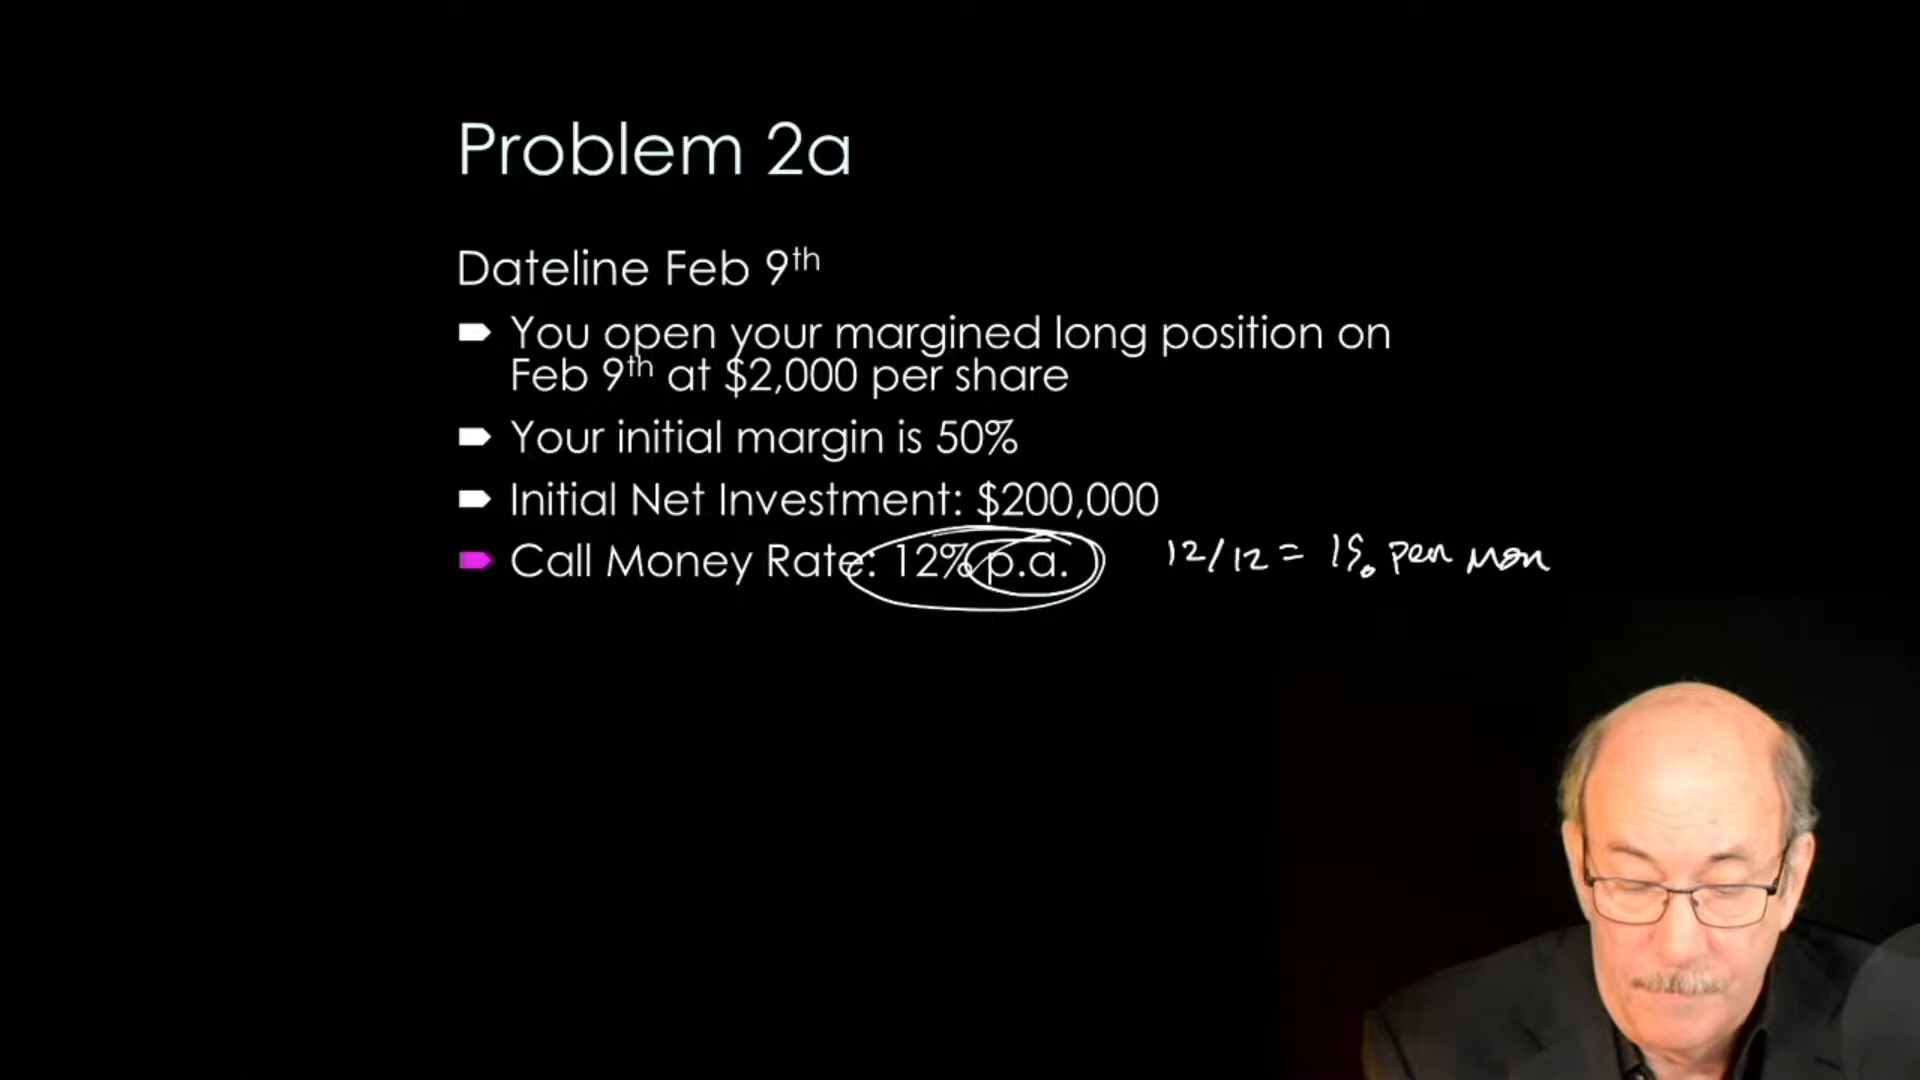 Problem 2a
Dateline Feb 9th
You open your margined long position on
Feb 9th at $2,000 per share
Your initial margin is 50%
Initial Net Investment: $200,000
Call Money Rate: 12% p.a. 12/12 = 1% per mon